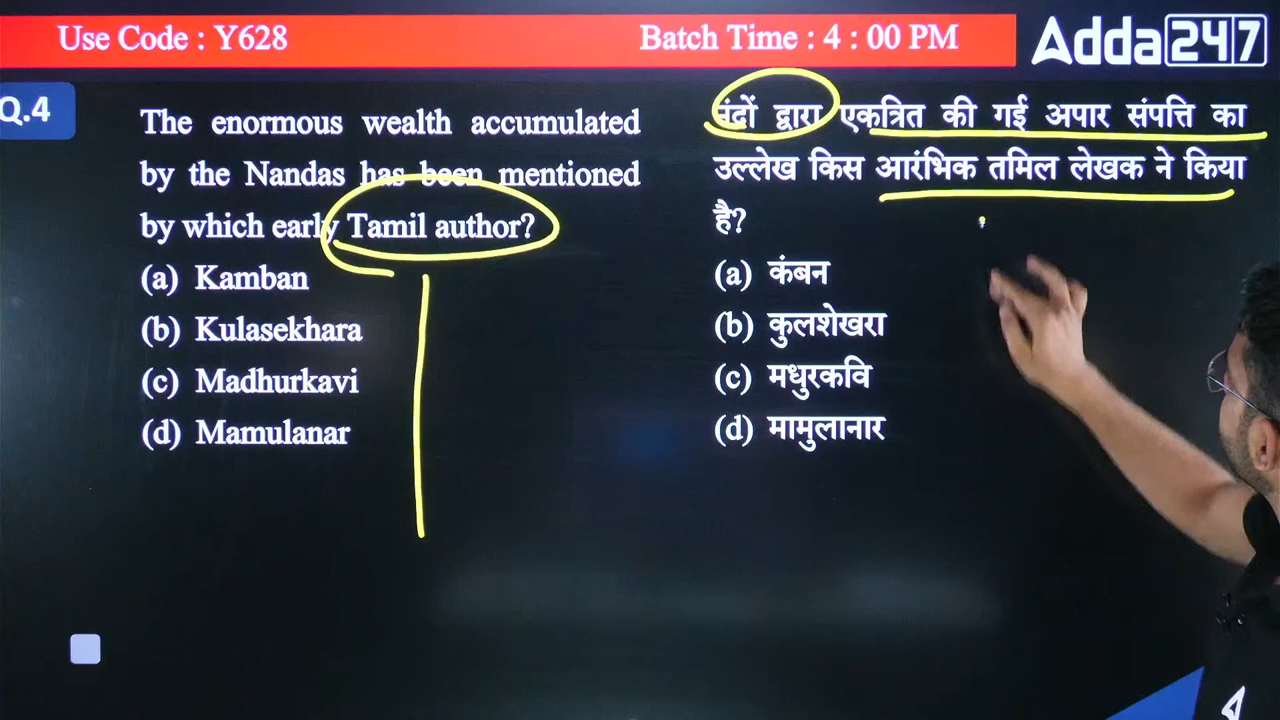 Use Code : Y628
Batch Time : 4 : 00 PM
Adda247
Q.4
The enormous wealth accumulated
by the Nandas has been mentioned
by which early Tamil author?
(a) Kamban
(b) Kulasekhara
(c) Madhurkavi
(d) Mamulanar
नंदों द्वारा एकत्रित की गई अपार संपत्ति का
उल्लेख किस आरंभिक तमिल लेखक ने किया
है?
(a) कंबन
(b) कुलशेखरा
(c) मधुरकवि
(d) मामुलानार